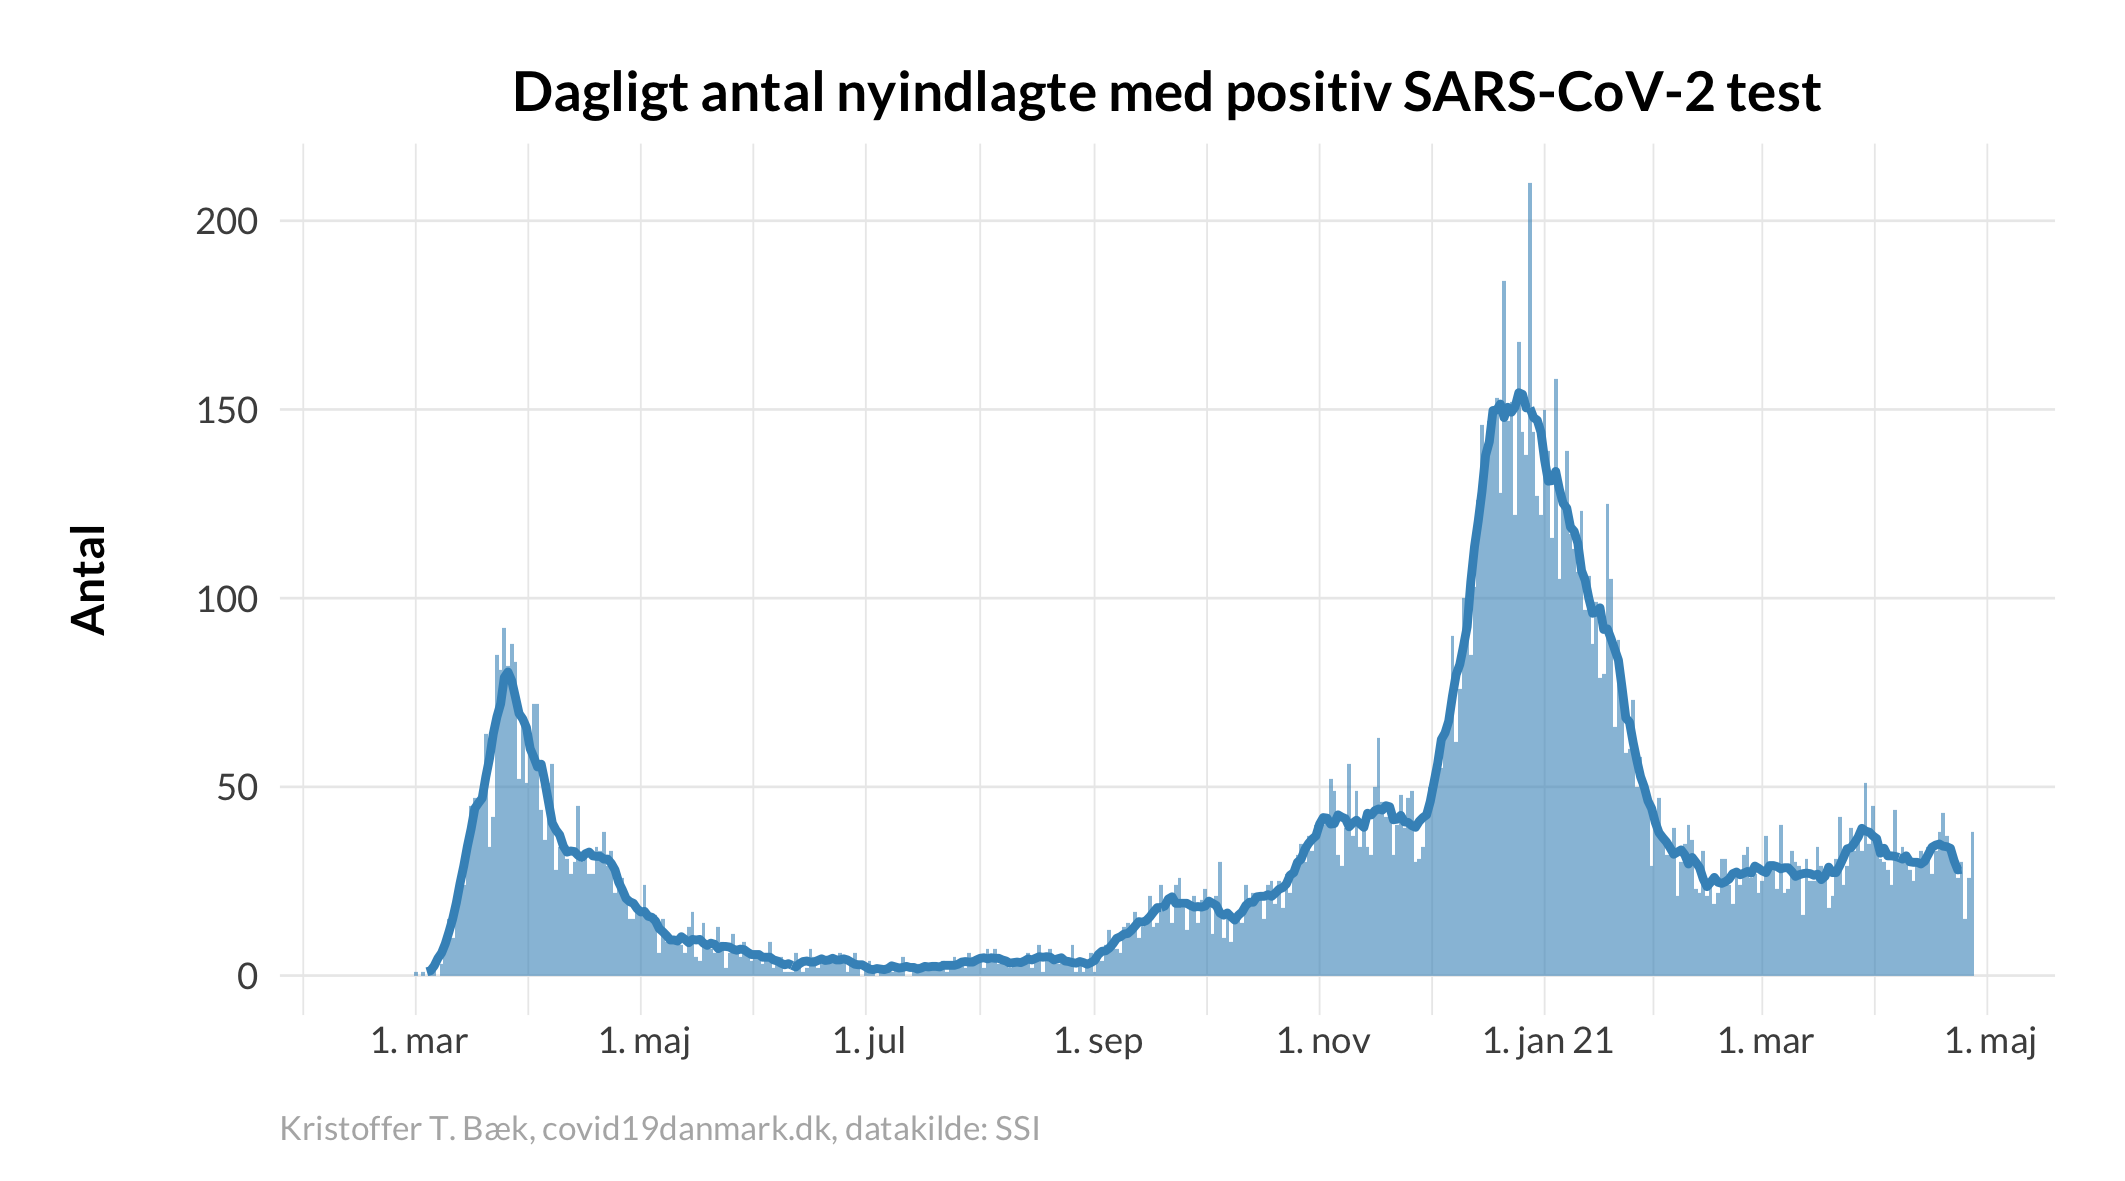 Dagligt antal nyindlagte med positiv SARS-CoV-2 test
Antal
200
150
100
50
0
1. mar 1. maj 1. jul 1. sep 1. nov 1. jan 21 1. mar 1. maj
Kristoffer T. Bæk, covid19danmark.dk, datakilde: SSI